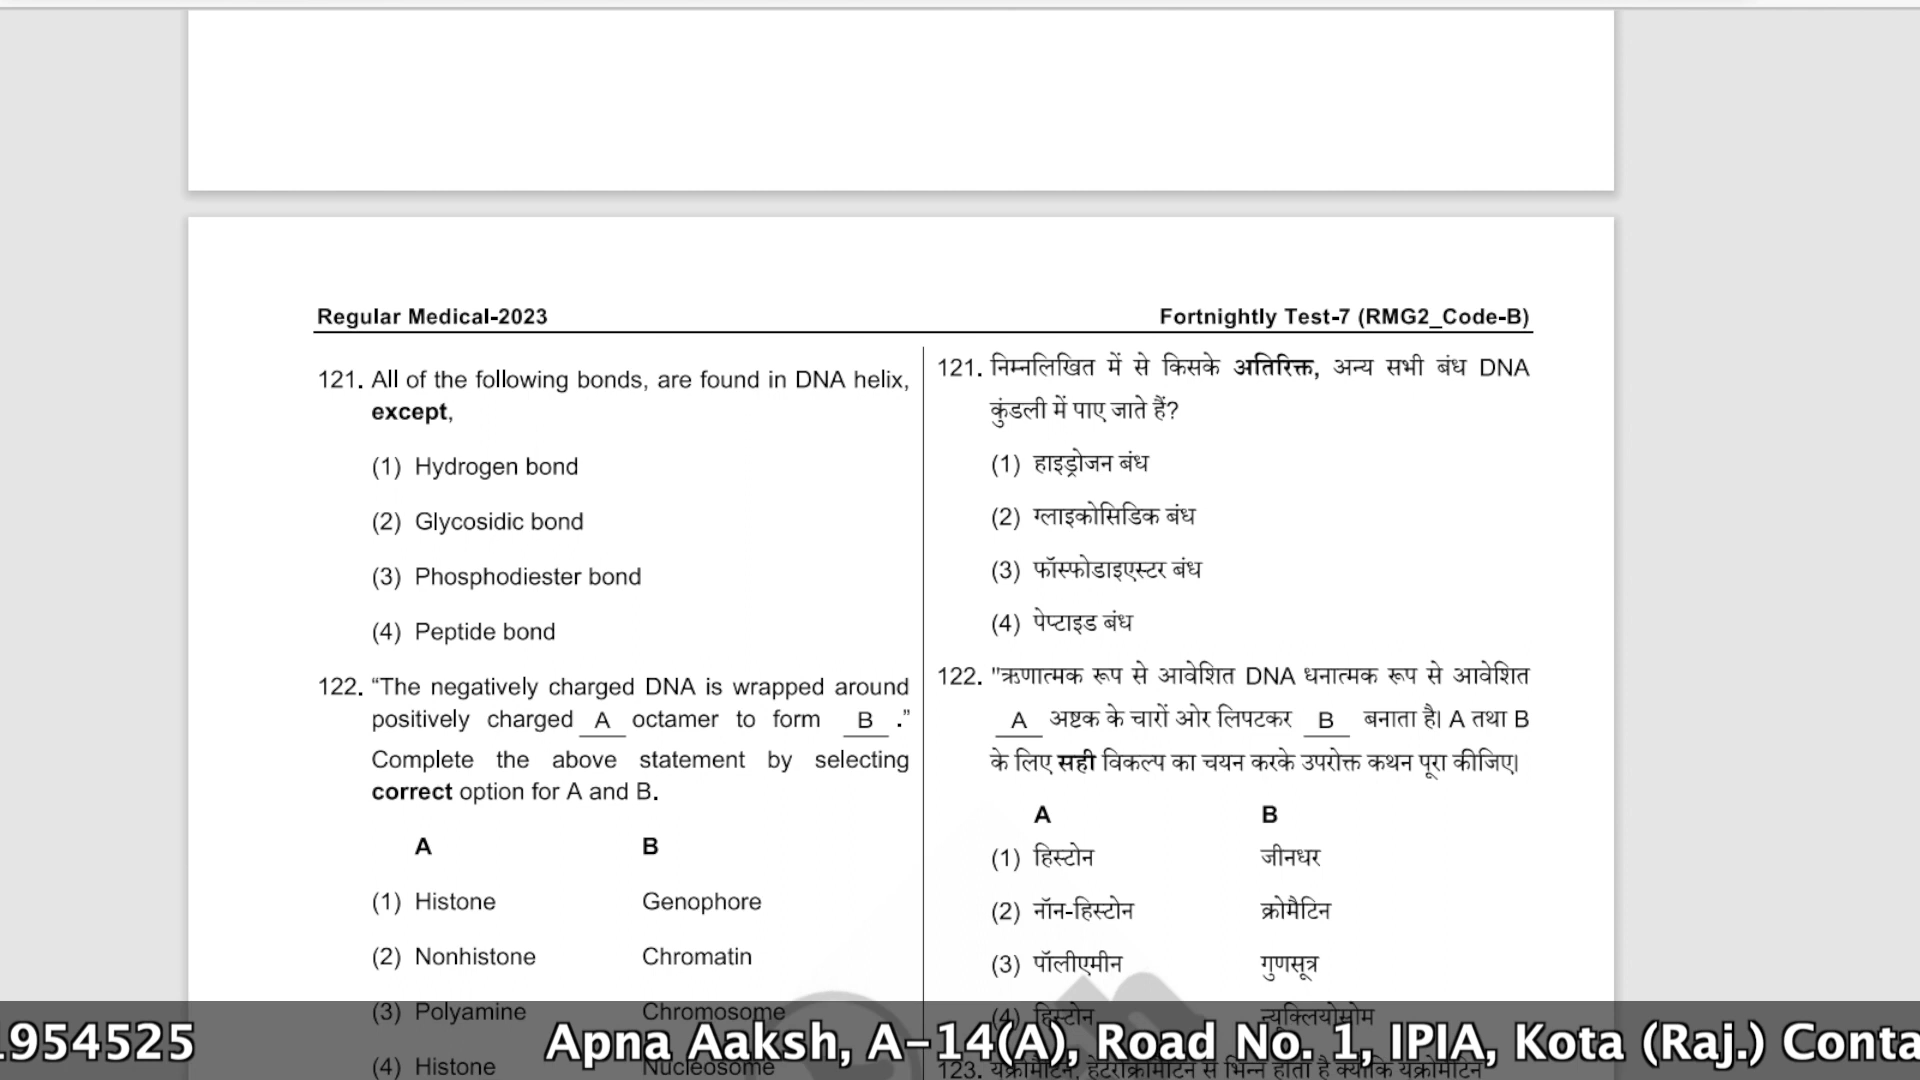 Regular Medical-2023
Fortnightly Test-7 (RMG2_Code-B)
121. All of the following bonds, are found in DNA helix,
except,
(1) Hydrogen bond
(2) Glycosidic bond
(3) Phosphodiester bond
(4) Peptide bond
122. “The negatively charged DNA is wrapped around
positively charged A octamer to form B .”
Complete the above statement by selecting
correct option for A and B.
A B
(1) Histone Genophore
(2) Nonhistone Chromatin
(3) Polyamine Chromosome
(4) Histone Nucleosome
121. निम्नलिखित में से किसके अतिरिक्त, अन्य सभी बंध DNA
कुंडली में पाए जाते हैं?
(1) हाइड्रोजन बंध
(2) ग्लाइकोसिडिक बंध
(3) फॉस्फोडाइएस्टर बंध
(4) पेप्टाइड बंध
122. "ऋणात्मक रूप से आवेशित DNA धनात्मक रूप से आवेशित
A अष्टक के चारों ओर लिपटकर B बनाता है। A तथा B
के लिए सही विकल्प का चयन करके उपरोक्त कथन पूरा कीजिए।
A B
(1) हिस्टोन जीनधर
(2) नॉन-हिस्टोन क्रोमैटिन
(3) पॉलीएमीन गुणसूत्र
(4) हिस्टोन न्यूक्लियोसोम
123. यूक्रोमैटिन, हेटरोक्रोमैटिन से भिन्न होता है क्योंकि यूक्रोमैटिन
1954525 Apna Aaksh, A-14(A), Road No. 1, IPIA, Kota (Raj.) Conta